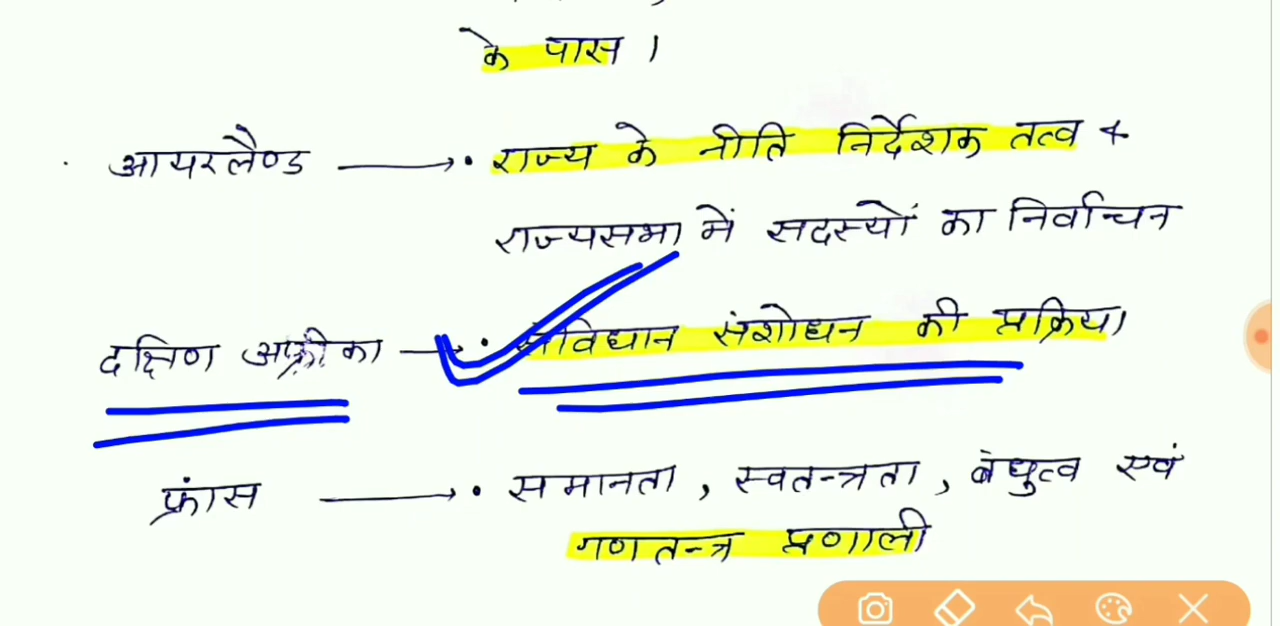 के पास ।
आयरलैण्ड → • राज्य के नीति निर्देशक तत्व +
राज्यसभा में सदस्यों का निर्वाचन
दक्षिण अफ्रीका → • संविधान संशोधन की प्रक्रिया
फ्रांस → • समानता, स्वतन्त्रता, बंधुत्व एवं
गणतन्त्र प्रणाली